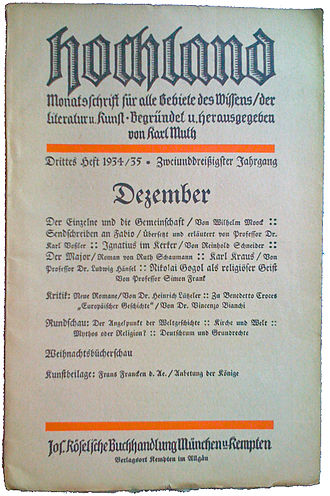 Hochland
Monatsschrift für alle Gebiete des Wissens/der
Literatur u. Kunst · Begründet u. herausgegeben
von Karl Muth
Drittes Heft 1934/35 • Zweiunddreißigster Jahrgang
Dezember
Der Einzelne und die Gemeinschaft / Von Wilhelm Moock ::
Sendschreiben an Fabio / Übersetzt und erläutert von Professor Dr.
Karl Voßler :: Ignatius im Kerker / Von Reinhold Schneider ::
Der Major / Roman von Ruth Schaumann :: Karl Kraus / Von
Professor Dr. Ludwig Hänsel :: Nikolai Gogol als religiöser Geist
Von Professor Simon Frank
Kritik: Neue Romane/Von Dr. Heinrich Lützeler :: Zu Benedetto Croces
„Europäischer Geschichte“ / Von Dr. Vincenzo Bianchi
Rundschau: Der Angelpunkt der Weltgeschichte :: Kirche und Welt ::
Mythos oder Religion? :: Deutschtum und Grundrechte
Weihnachtsbücherschau
Kunstbeilage: Frans Francken d. Ae. / Anbetung der Könige
Jos. Kösel'sche Buchhandlung München u. Kempten
Verlagsort Kempten im Allgäu